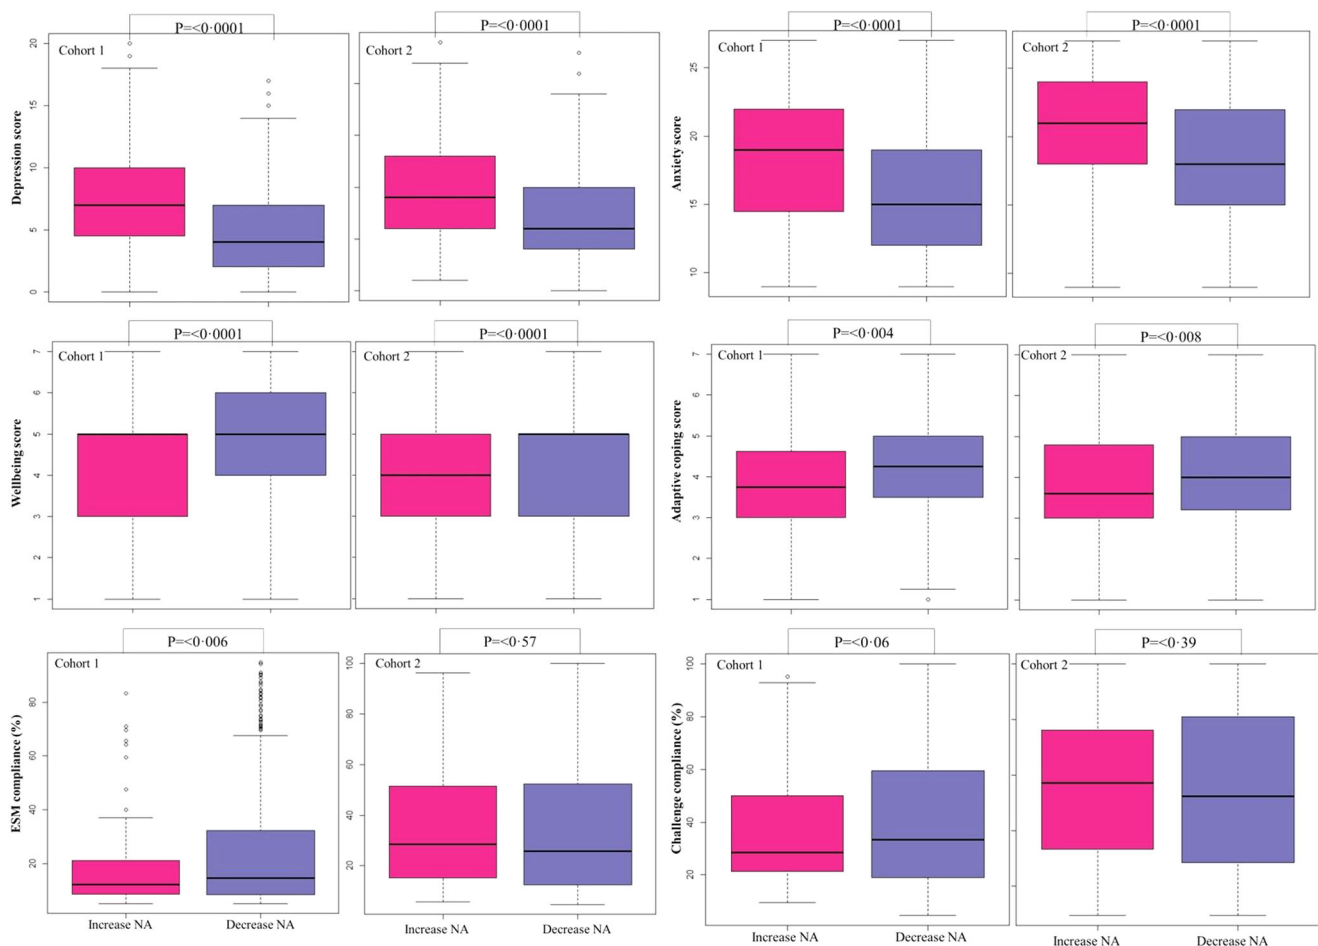 P=<0·0001
P=<0·0001
P=<0·0001
P=<0·0001
Cohort 1
Cohort 2
Cohort 1
Cohort 2
Depression score
20
15
10
5
0
Anxiety score
25
20
15
10
P=<0·0001
P=<0·0001
P=<0·004
P=<0·008
Cohort 1
Cohort 2
Cohort 1
Cohort 2
Wellbeing score
7
6
5
4
3
2
1
Adaptive coping score
7
6
5
4
3
2
1
P=<0·006
P=<0·57
P=<0·06
P=<0·39
Cohort 1
Cohort 2
Cohort 1
Cohort 2
ESM compliance (%)
80
60
40
20
100
80
60
40
20
Challenge compliance (%)
100
80
60
40
20
Increase NA
Decrease NA
Increase NA
Decrease NA
Increase NA
Decrease NA
Increase NA
Decrease NA